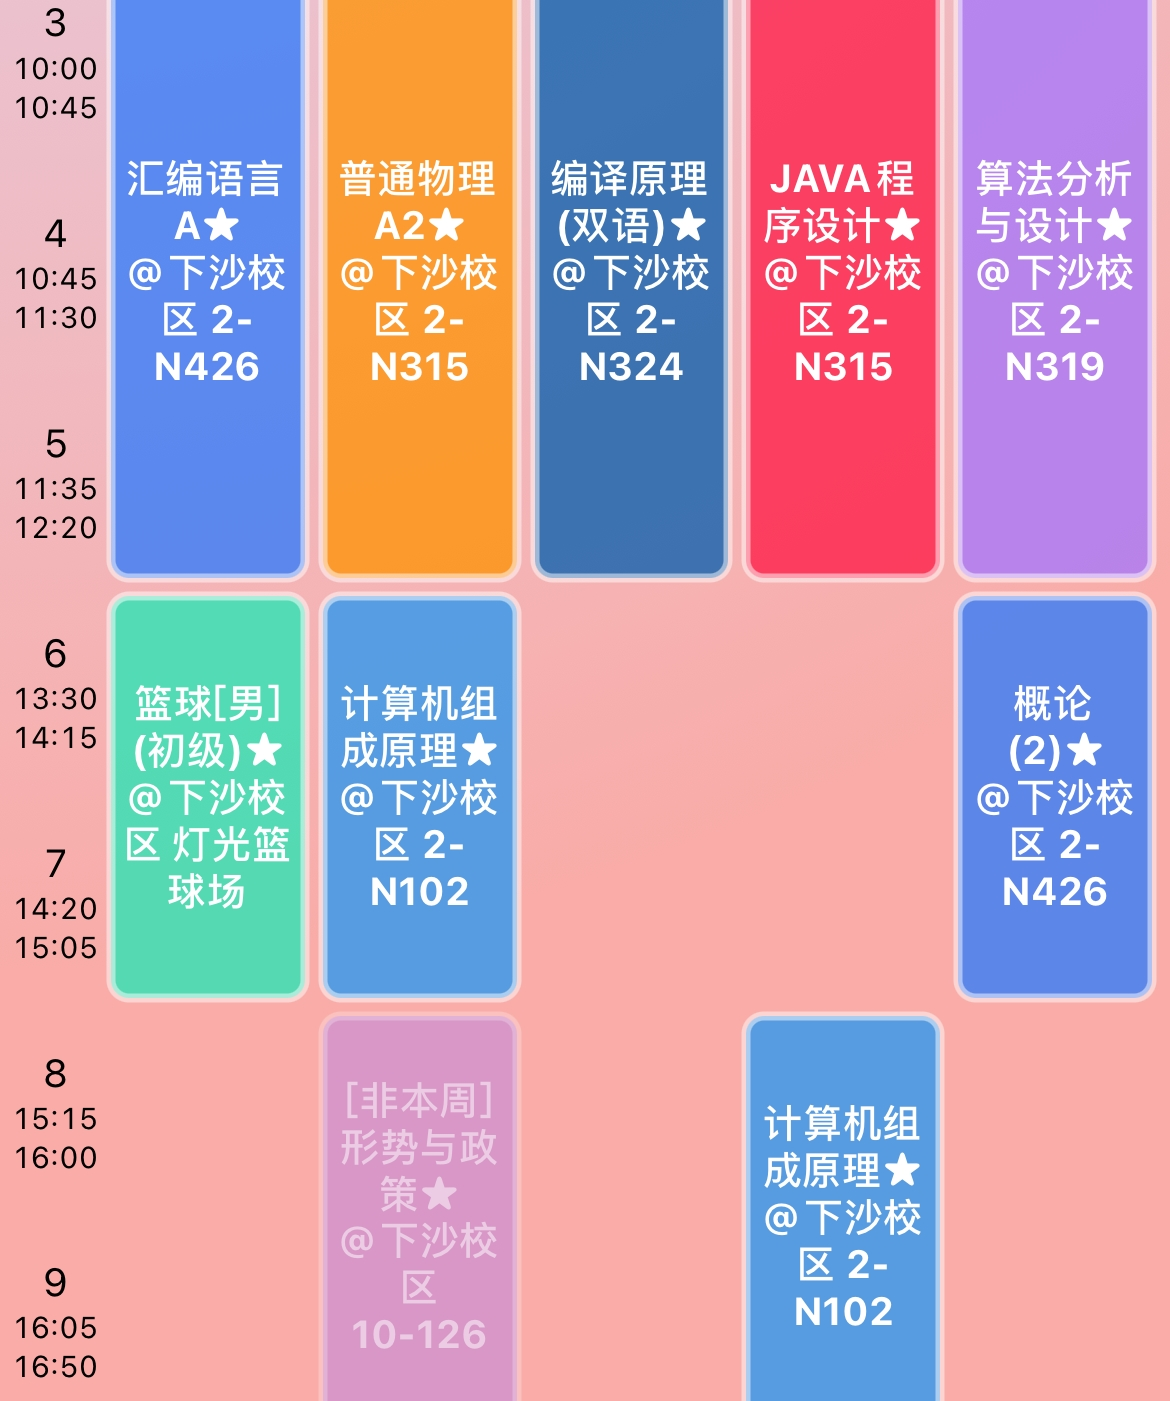 3
10:00
10:45
4
10:45
11:30
5
11:35
12:20
6
13:30
14:15
7
14:20
15:05
8
15:15
16:00
9
16:05
16:50
汇编语言
A★
@下沙校
区 2-
N426
普通物理
A2★
@下沙校
区 2-
N315
编译原理
(双语)★
@下沙校
区 2-
N324
JAVA程
序设计★
@下沙校
区 2-
N315
算法分析
与设计★
@下沙校
区 2-
N319
篮球[男]
(初级)★
@下沙校
区 灯光篮
球场
计算机组
成原理★
@下沙校
区 2-
N102
概论
(2)★
@下沙校
区 2-
N426
[非本周]
形势与政
策★
@下沙校
区
10-126
计算机组
成原理★
@下沙校
区 2-
N102